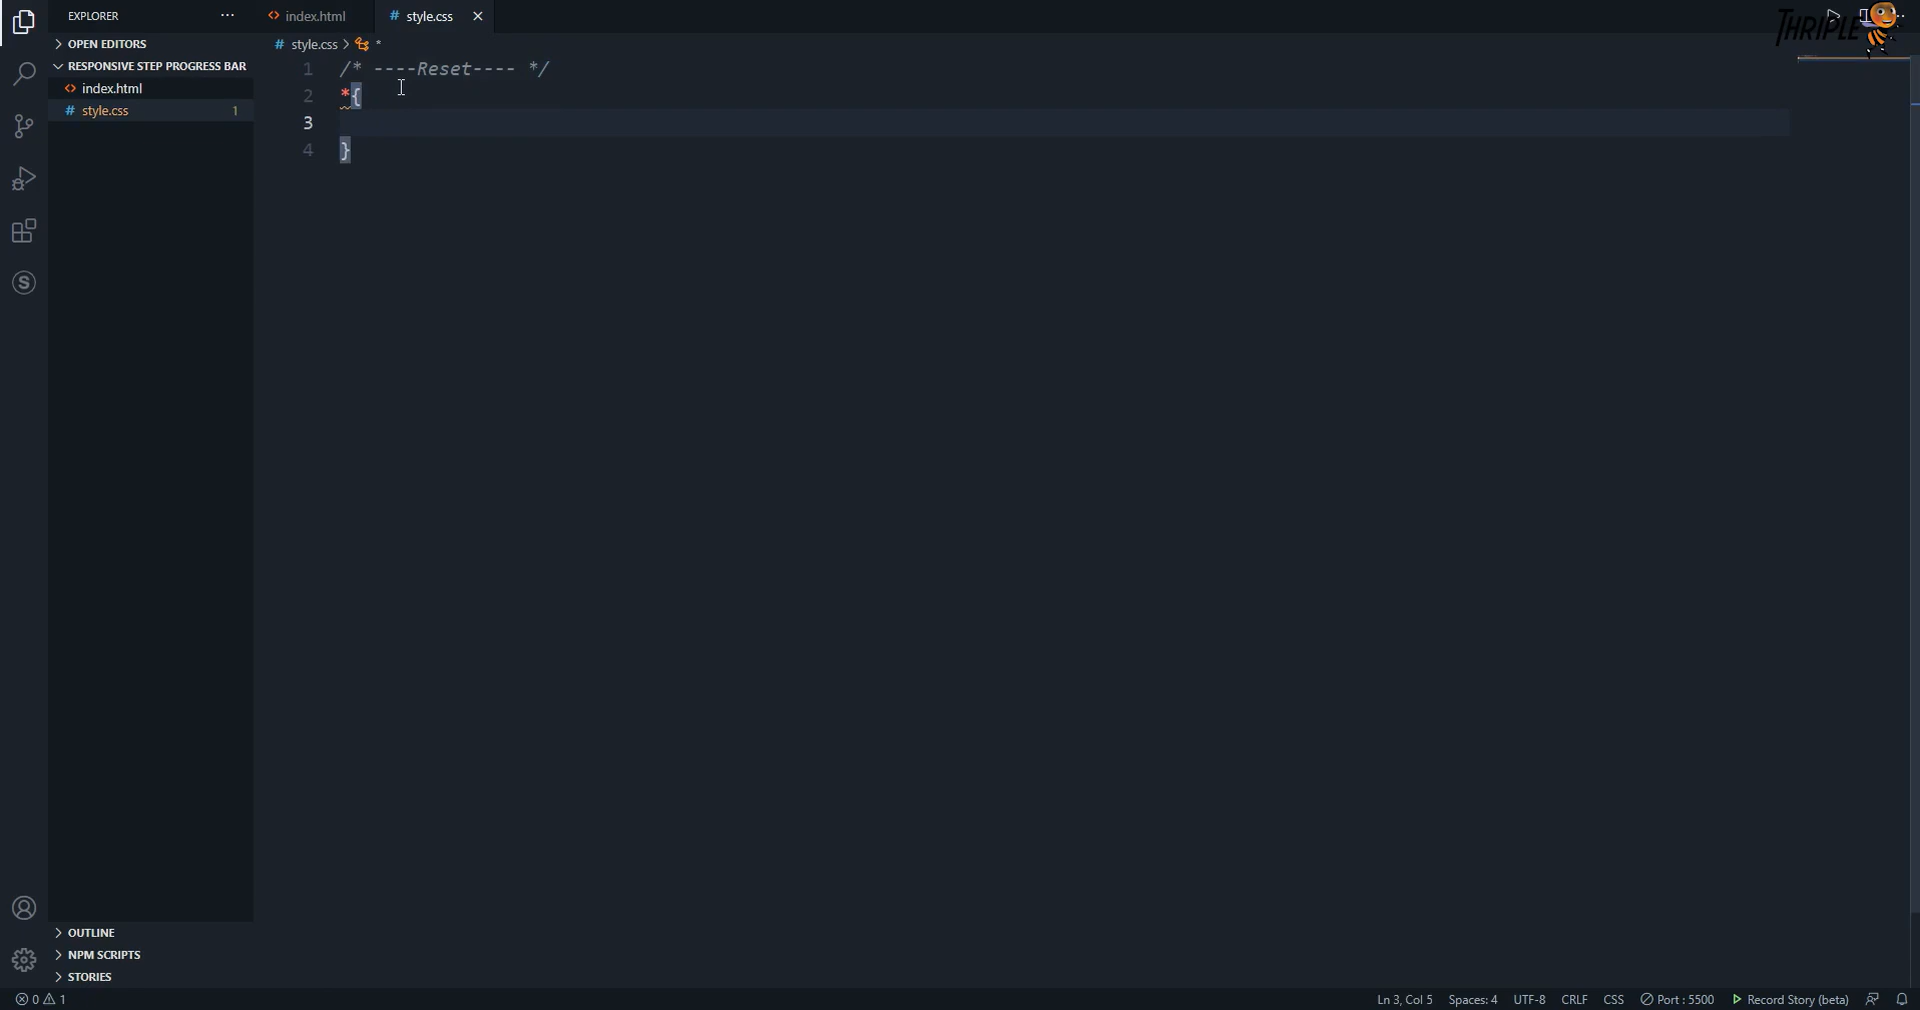 EXPLORER
index.html
style.css
THRIPLE
OPEN EDITORS
style.css
*
RESPONSIVE STEP PROGRESS BAR
index.html
style.css
1
1 /* ----Reset---- */
2 *{
3
4 }
OUTLINE
NPM SCRIPTS
STORIES
0 1
Ln 3, Col 5
Spaces: 4
UTF-8
CRLF
CSS
Port : 5500
Record Story (beta)